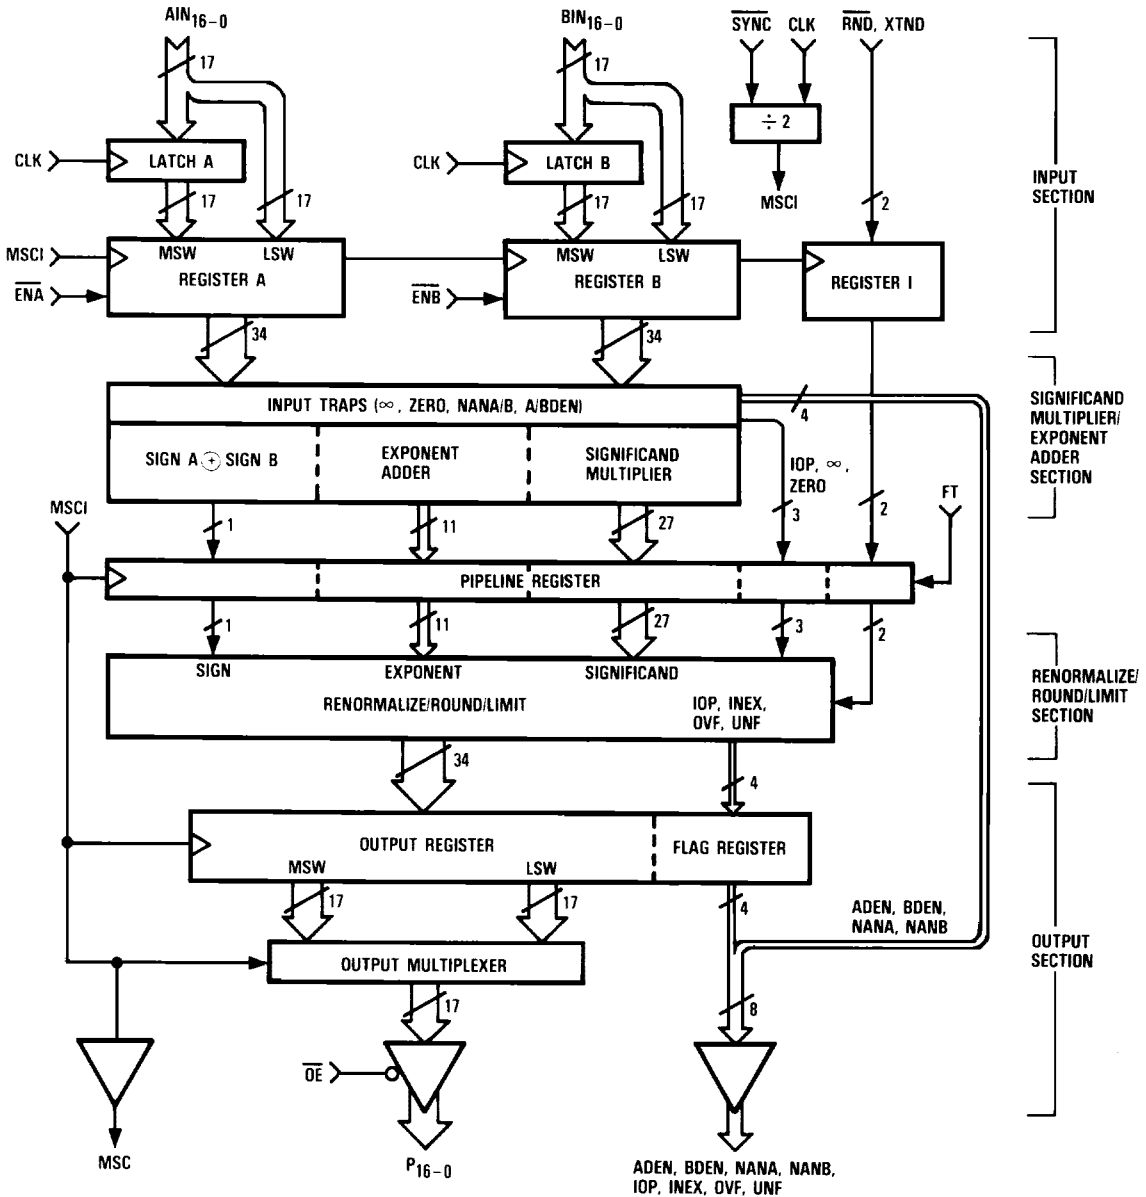 AIN16–0
BIN16–0
SYNC CLK RND, XTND
17
17
÷ 2
CLK
LATCH A
CLK
LATCH B
MSCI
17
17
17
17
2
INPUT
SECTION
MSCI
MSW
LSW
REGISTER A
MSW
LSW
REGISTER B
REGISTER I
ENA
ENB
34
34
INPUT TRAPS (∞, ZERO, NANA/B, A/BDEN)
4
SIGN A ⊕ SIGN B
EXPONENT
ADDER
SIGNIFICAND
MULTIPLIER
IOP, ∞,
ZERO
SIGNIFICAND
MULTIPLIER/
EXPONENT
ADDER
SECTION
MSCI
FT
1
11
27
3
2
PIPELINE REGISTER
1
11
27
3
2
SIGN
EXPONENT
SIGNIFICAND
RENORMALIZE/ROUND/LIMIT
IOP, INEX,
OVF, UNF
RENORMALIZE/
ROUND/LIMIT
SECTION
34
4
OUTPUT REGISTER
FLAG REGISTER
MSW
LSW
17
17
4
ADEN, BDEN,
NANA, NANB
OUTPUT MULTIPLEXER
OUTPUT
SECTION
17
8
OE
MSC
P16–0
ADEN, BDEN, NANA, NANB,
IOP, INEX, OVF, UNF